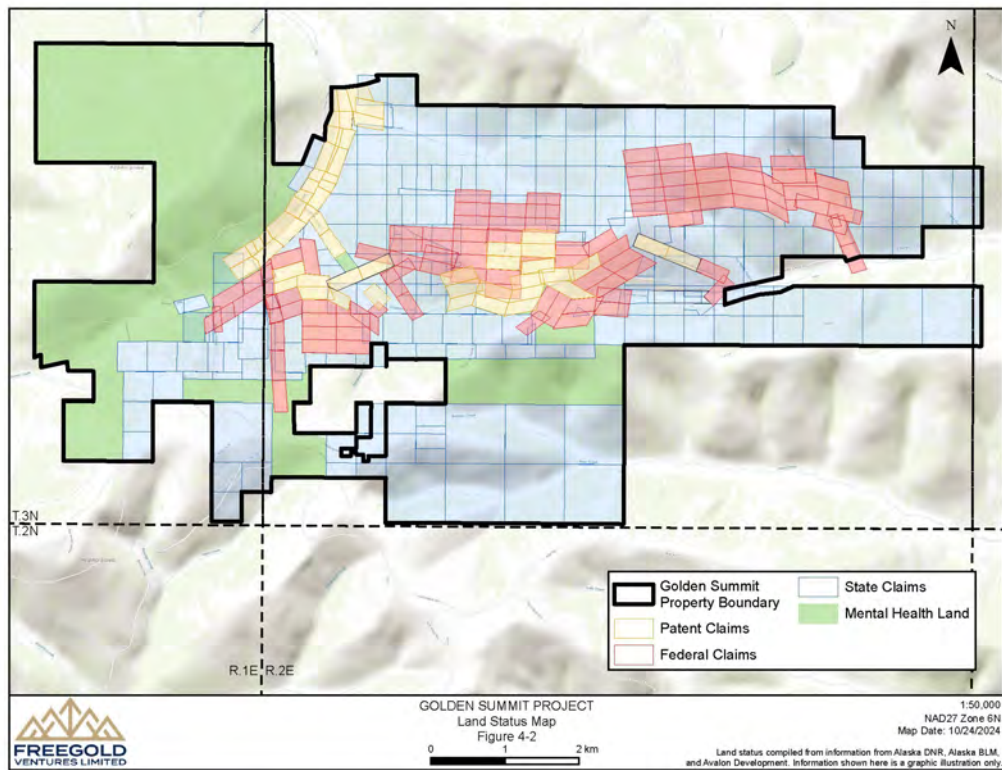 N
T.3N
T.2N
R.1E
R.2E
Golden Summit
Property Boundary
Patent Claims
Federal Claims
State Claims
Mental Health Land
FREEGOLD
VENTURES LIMITED
GOLDEN SUMMIT PROJECT
Land Status Map
Figure 4-2
0 1 2 km
1:50,000
NAD27 Zone 6N
Map Date: 10/24/2024
Land status compiled from information from Alaska DNR, Alaska BLM,
and Avalon Development. Information shown here is a graphic illustration only.